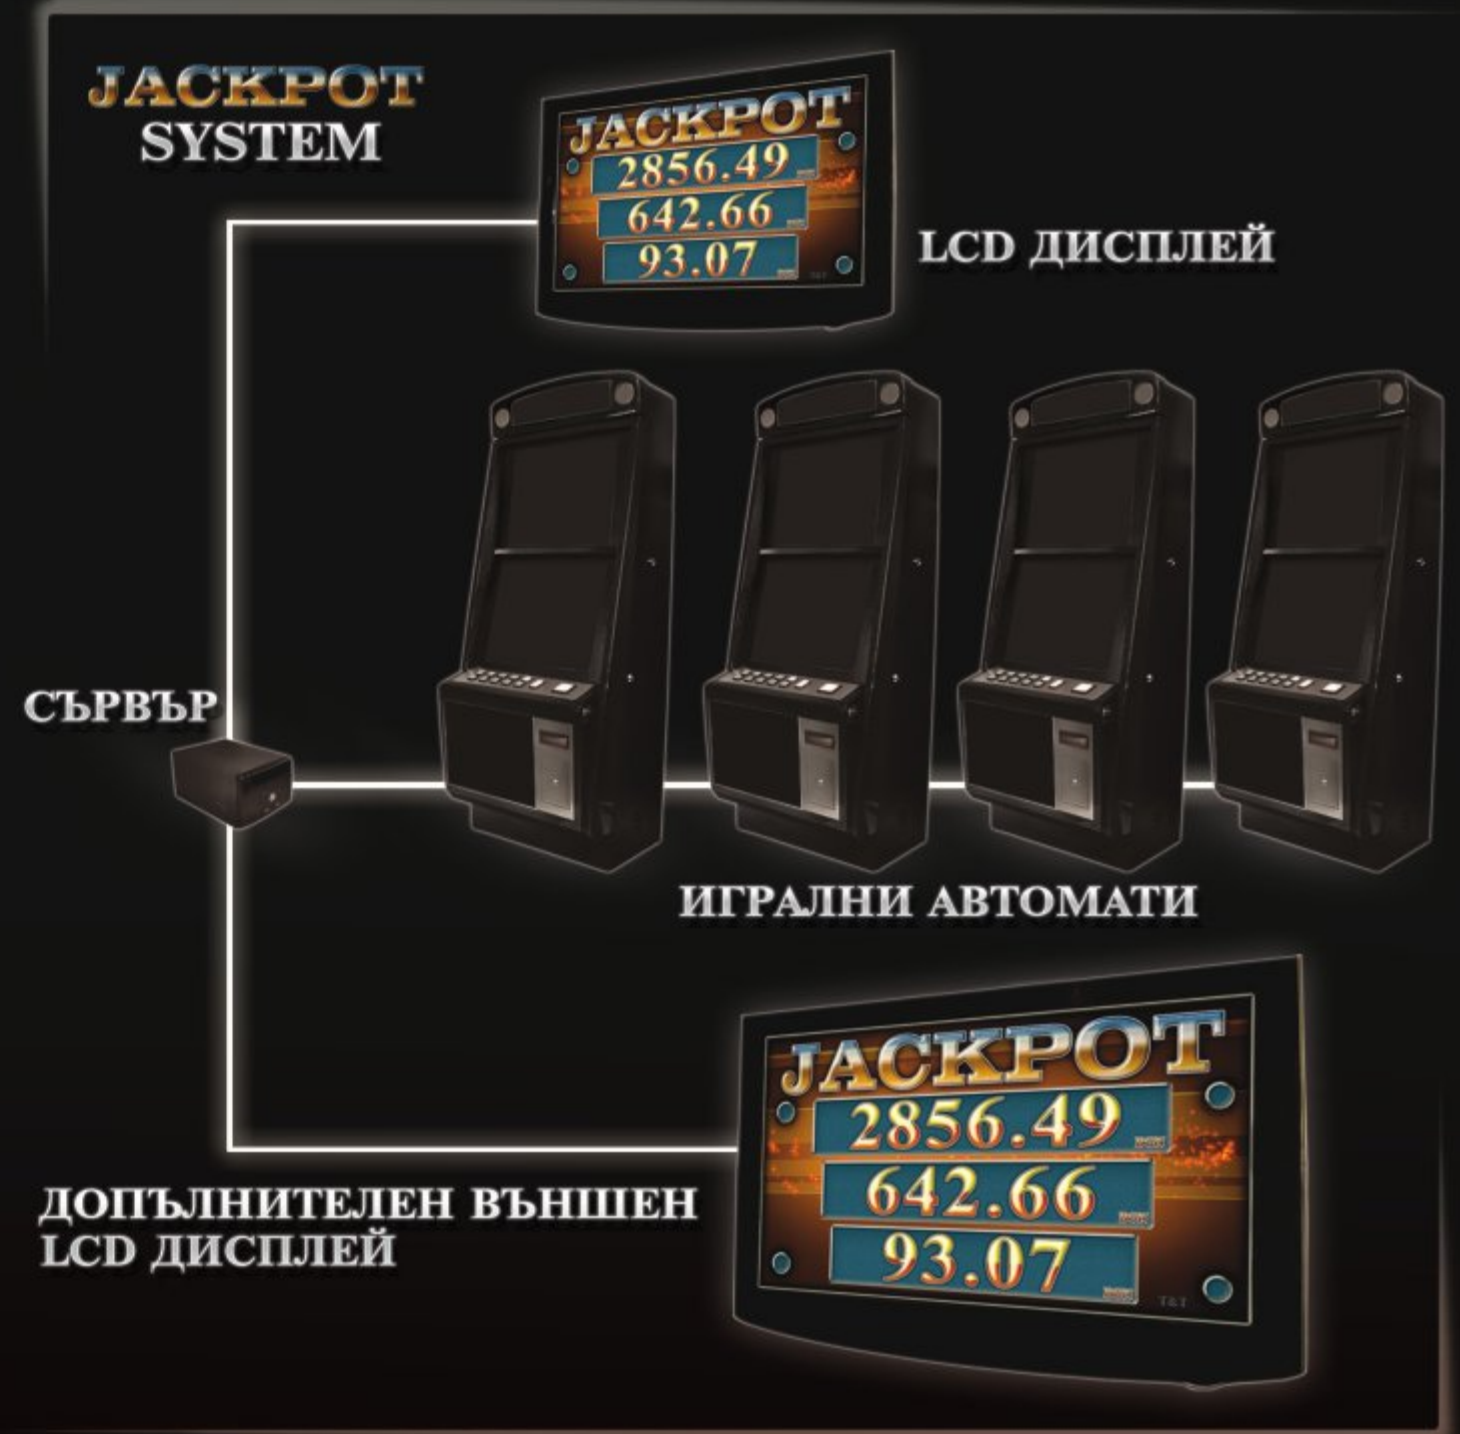 JACKPOT
SYSTEM
JACKPOT
2856.49
642.66
93.07
LCD ДИСПЛЕЙ
СЪРВЪР
ИГРАЛНИ АВТОМАТИ
JACKPOT
2856.49
642.66
93.07
T&T
ДОПЪЛНИТЕЛЕН ВЪНШЕН
LCD ДИСПЛЕЙ